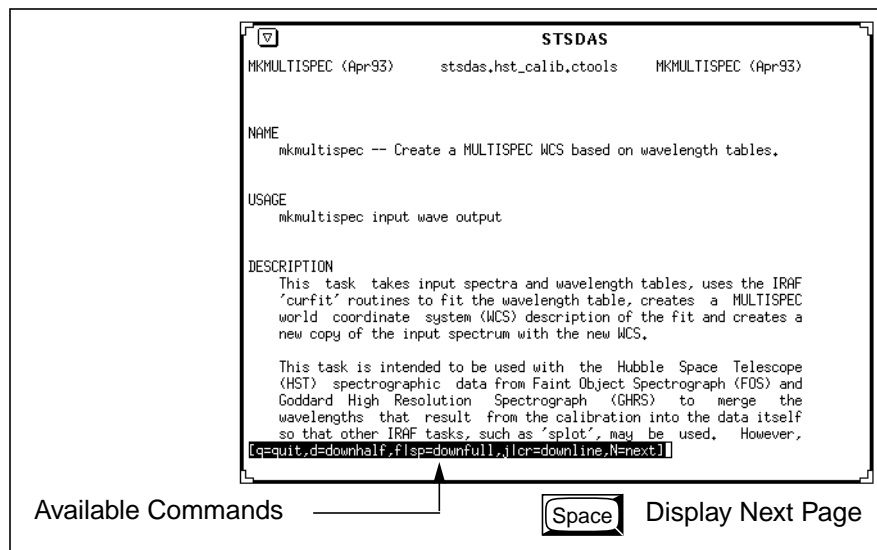 STSDAS
MKMULTISPEC (Apr93) stsdas.hst_calib.ctools MKMULTISPEC (Apr93)
NAME
mkmultispec -- Create a MULTISPEC WCS based on wavelength tables.
USAGE
mkmultispec input wave output
DESCRIPTION
This task takes input spectra and wavelength tables, uses the IRAF
'curfit' routines to fit the wavelength table, creates a MULTISPEC
world coordinate system (WCS) description of the fit and creates a
new copy of the input spectrum with the new WCS.
This task is intended to be used with the Hubble Space Telescope
(HST) spectrographic data from Faint Object Spectrograph (FOS) and
Goddard High Resolution Spectrograph (GHRS) to merge the
wavelengths that result from the calibration into the data itself
so that other IRAF tasks, such as 'splot', may be used. However,
[q=quit,d=downhalf,f|sp=downfull,j|cr=downline,N=next]
Available Commands
Space Display Next Page